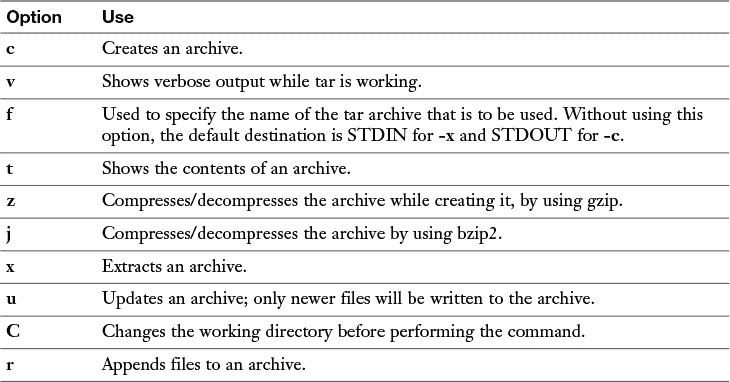 Option Use
c Creates an archive.
v Shows verbose output while tar is working.
f Used to specify the name of the tar archive that is to be used. Without using this
option, the default destination is STDIN for -x and STDOUT for -c.
t Shows the contents of an archive.
z Compresses/decompresses the archive while creating it, by using gzip.
j Compresses/decompresses the archive by using bzip2.
x Extracts an archive.
u Updates an archive; only newer files will be written to the archive.
C Changes the working directory before performing the command.
r Appends files to an archive.